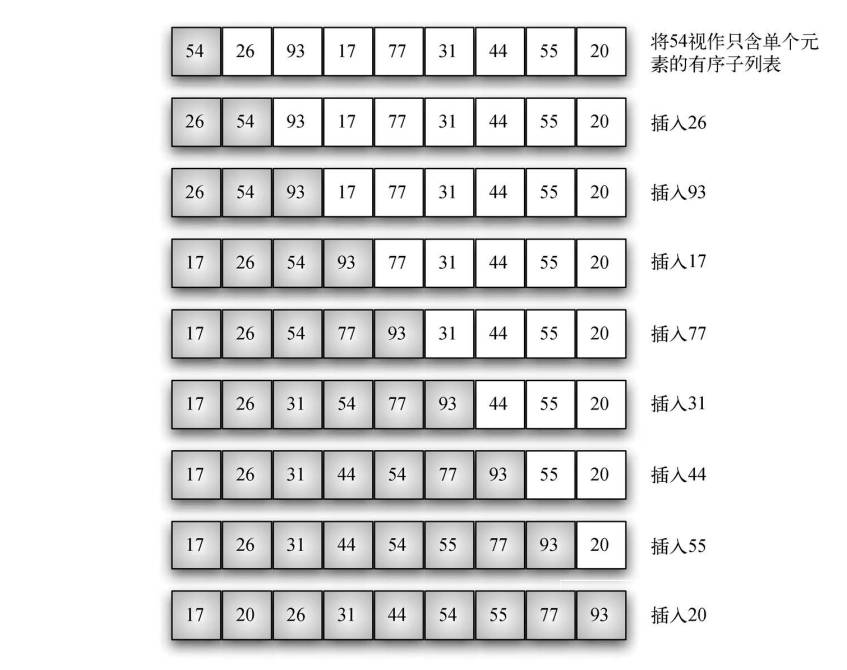 54 26 93 17 77 31 44 55 20 将54视作只含单个元
素的有序子列表
26 54 93 17 77 31 44 55 20 插入26
26 54 93 17 77 31 44 55 20 插入93
17 26 54 93 77 31 44 55 20 插入17
17 26 54 77 93 31 44 55 20 插入77
17 26 31 54 77 93 44 55 20 插入31
17 26 31 44 54 77 93 55 20 插入44
17 26 31 44 54 55 77 93 20 插入55
17 20 26 31 44 54 55 77 93 插入20